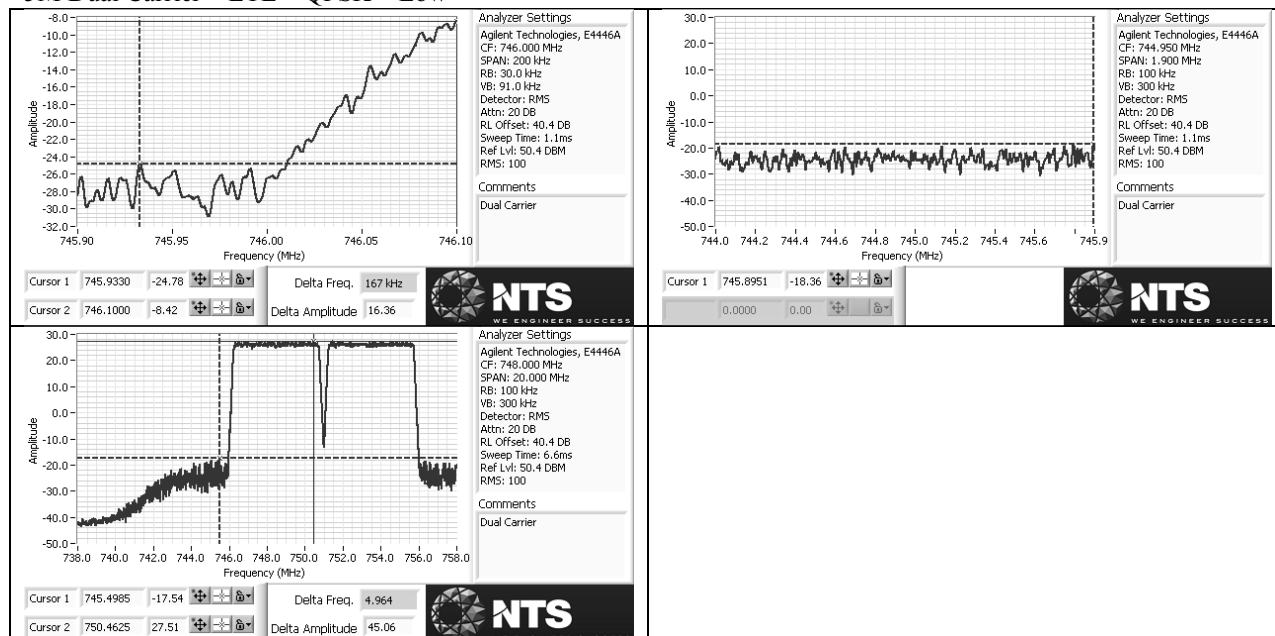 -8.0
-10.0
-12.0
-14.0
-16.0
-18.0
-20.0
-22.0
-24.0
-26.0
-28.0
-30.0
-32.0
Amplitude
745.90 745.95 746.00 746.05 746.10
Frequency (MHz)
Analyzer Settings
Agilent Technologies, E4446A
CF: 746.000 MHz
SPAN: 200 kHz
RB: 30.0 kHz
VB: 91.0 kHz
Detector: RMS
Attn: 20 DB
RL Offset: 40.4 DB
Sweep Time: 1.1ms
Ref Lvl: 50.4 DBM
RMS: 100
Comments
Dual Carrier
Cursor 1 745.9330 -24.78
Cursor 2 746.1000 -8.42
Delta Freq. 167 kHz
Delta Amplitude 16.36
NTS
WE ENGINEER SUCCESS
30.0
20.0
10.0
0.0
-10.0
-20.0
-30.0
-40.0
-50.0
Amplitude
744.0 744.2 744.4 744.6 744.8 745.0 745.2 745.4 745.6 745.9
Frequency (MHz)
Analyzer Settings
Agilent Technologies, E4446A
CF: 744.950 MHz
SPAN: 1.900 MHz
RB: 100 kHz
VB: 300 kHz
Detector: RMS
Attn: 20 DB
RL Offset: 40.4 DB
Sweep Time: 1.1ms
Ref Lvl: 50.4 DBM
RMS: 100
Comments
Dual Carrier
Cursor 1 745.8951 -18.36
0.0000 0.00
NTS
WE ENGINEER SUCCESS
30.0
20.0
10.0
0.0
-10.0
-20.0
-30.0
-40.0
-50.0
Amplitude
738.0 740.0 742.0 744.0 746.0 748.0 750.0 752.0 754.0 756.0 758.0
Frequency (MHz)
Analyzer Settings
Agilent Technologies, E4446A
CF: 748.000 MHz
SPAN: 20.000 MHz
RB: 100 kHz
VB: 300 kHz
Detector: RMS
Attn: 20 DB
RL Offset: 40.4 DB
Sweep Time: 6.6ms
Ref Lvl: 50.4 DBM
RMS: 100
Comments
Dual Carrier
Cursor 1 745.4985 -17.54
Cursor 2 750.4625 27.51
Delta Freq. 4.964
Delta Amplitude 45.06
NTS